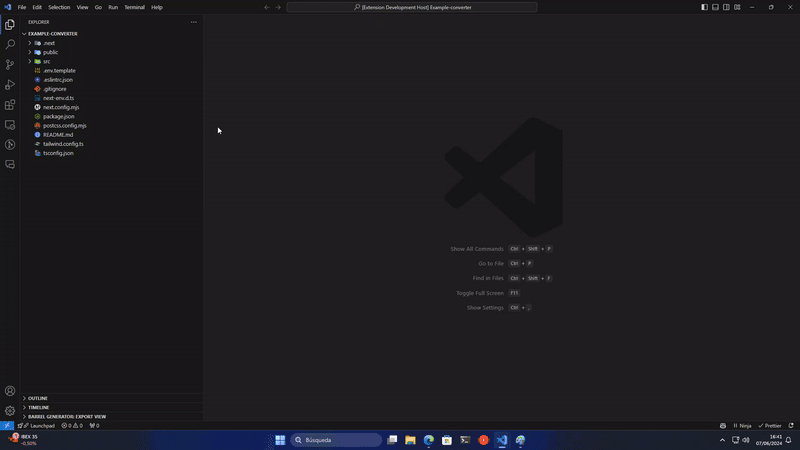 File Edit Selection View Go Run Terminal Help
[Extension Development Host] Example-converter
EXPLORER
EXAMPLE-CONVERTER
.next
public
src
.env.template
.eslintrc.json
.gitignore
next-env.d.ts
next.config.mjs
package.json
postcss.config.mjs
README.md
tailwind.config.ts
tsconfig.json
Show All Commands Ctrl + Shift + P
Go to File Ctrl + P
Find in Files Ctrl + Shift + F
Toggle Full Screen F11
Show Settings Ctrl + ,
OUTLINE
TIMELINE
BARREL GENERATOR: EXPORT VIEW
Launchpad 0 0 0 Ninja Prettier
IBEX 35
-0.50%
Búsqueda
16:41
07/06/2024